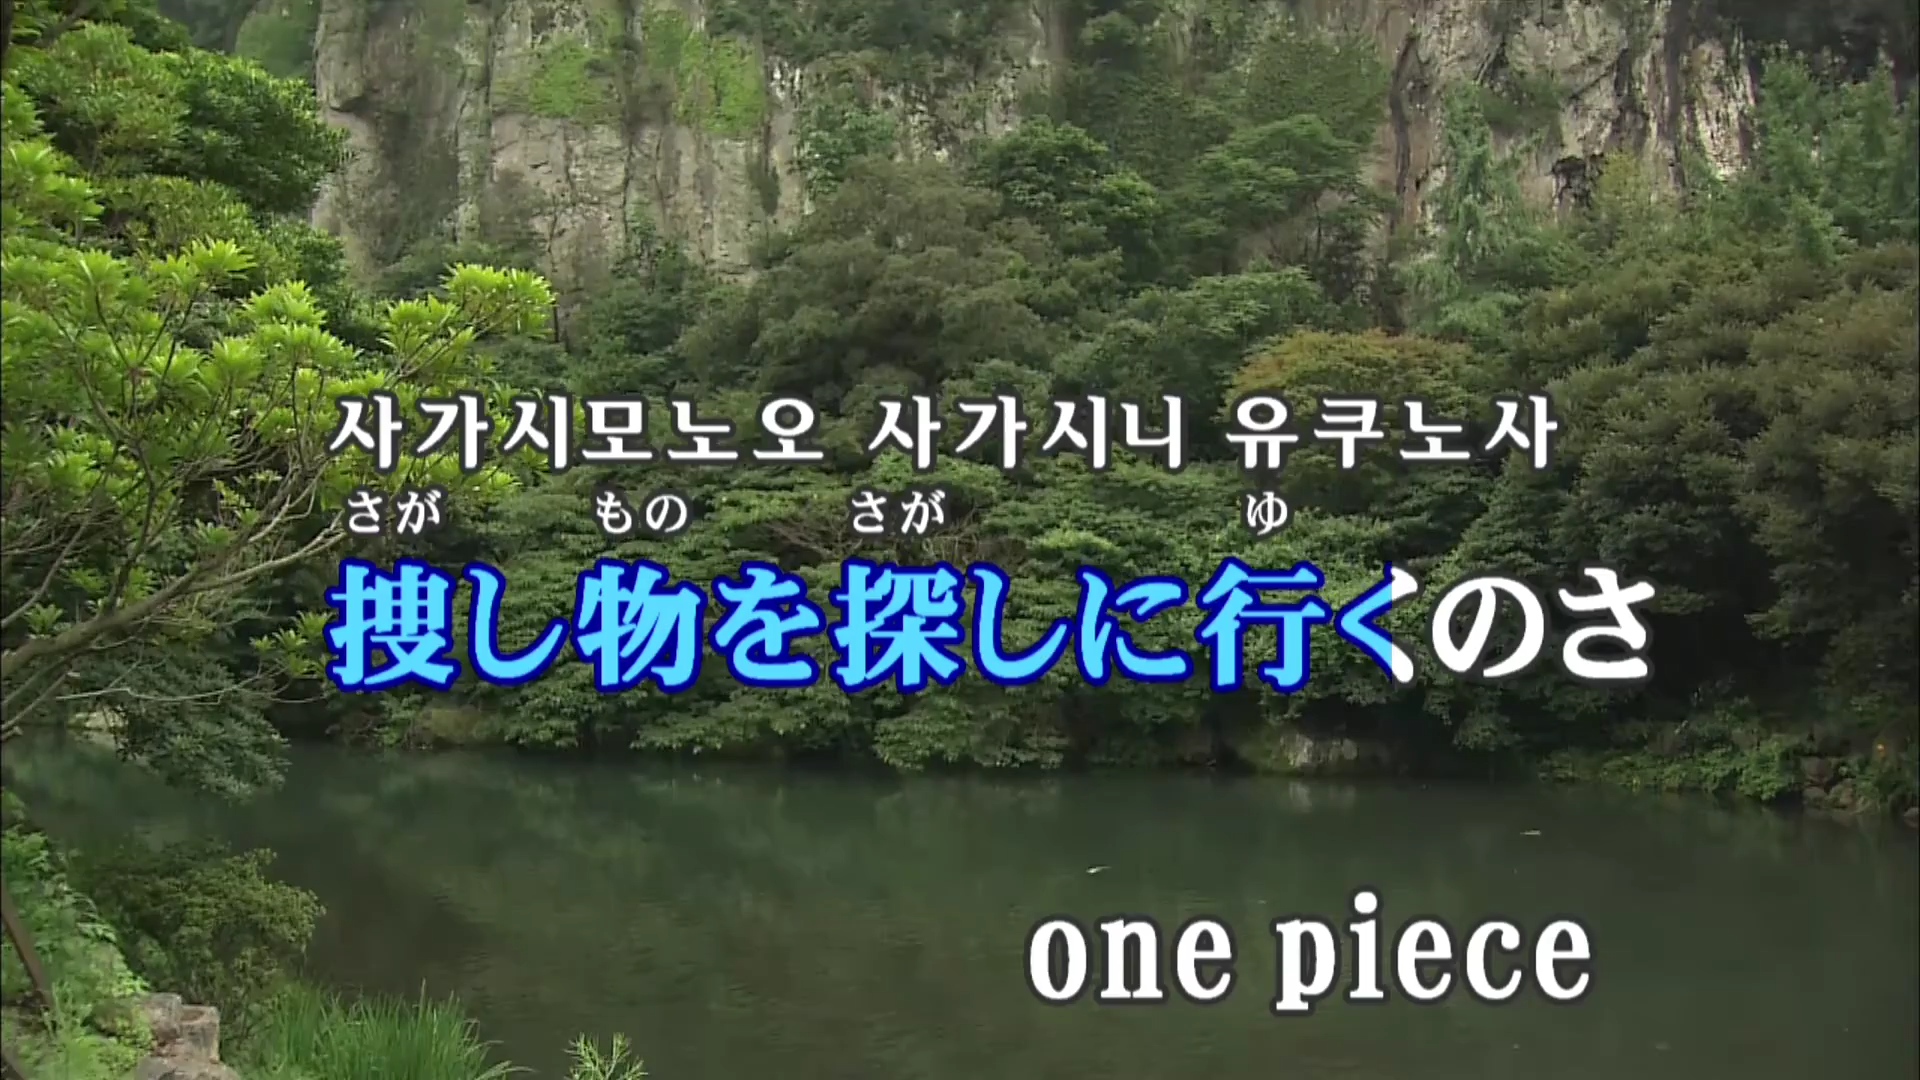 사가시모노오 사가시니 유쿠노사
さが もの さが ゆ
捜し物を探しに行くのさ
one piece